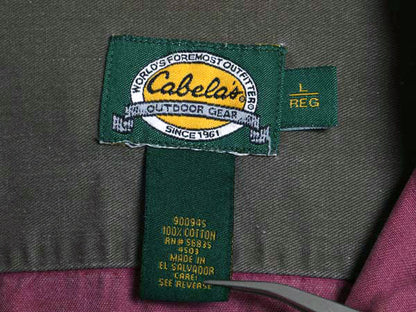 WORLD'S FOREMOST OUTFITTER®
Cabela's®
OUTDOOR GEAR
SINCE 1961
L
REG
900945
100% COTTON
RN# 56835
4503
MADE IN
EL SALVADOR
CARE:
SEE REVERSE